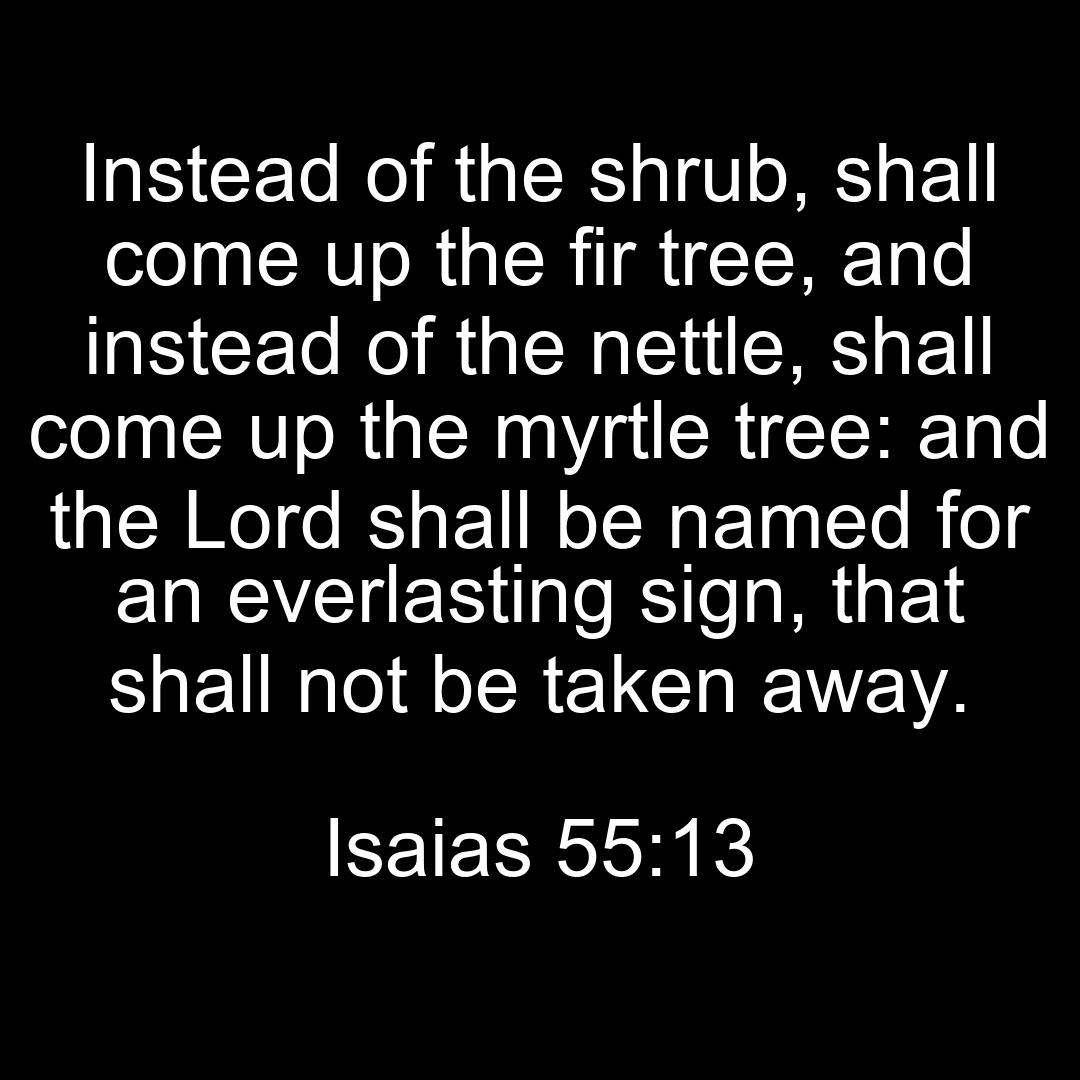 Instead of the shrub, shall
come up the fir tree, and
instead of the nettle, shall
come up the myrtle tree: and
the Lord shall be named for
an everlasting sign, that
shall not be taken away.
Isaias 55:13